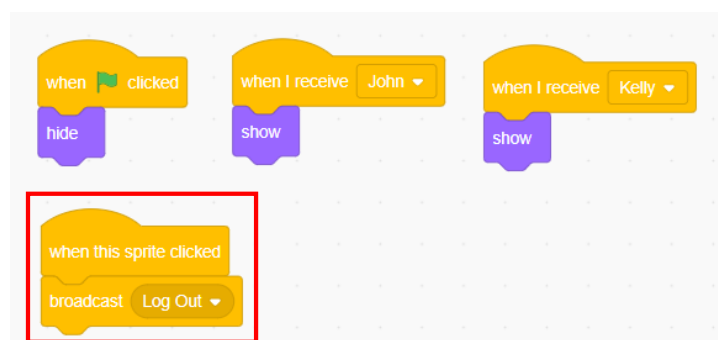 when clicked
hide
when I receive John
show
when I receive Kelly
show
when this sprite clicked
broadcast Log Out